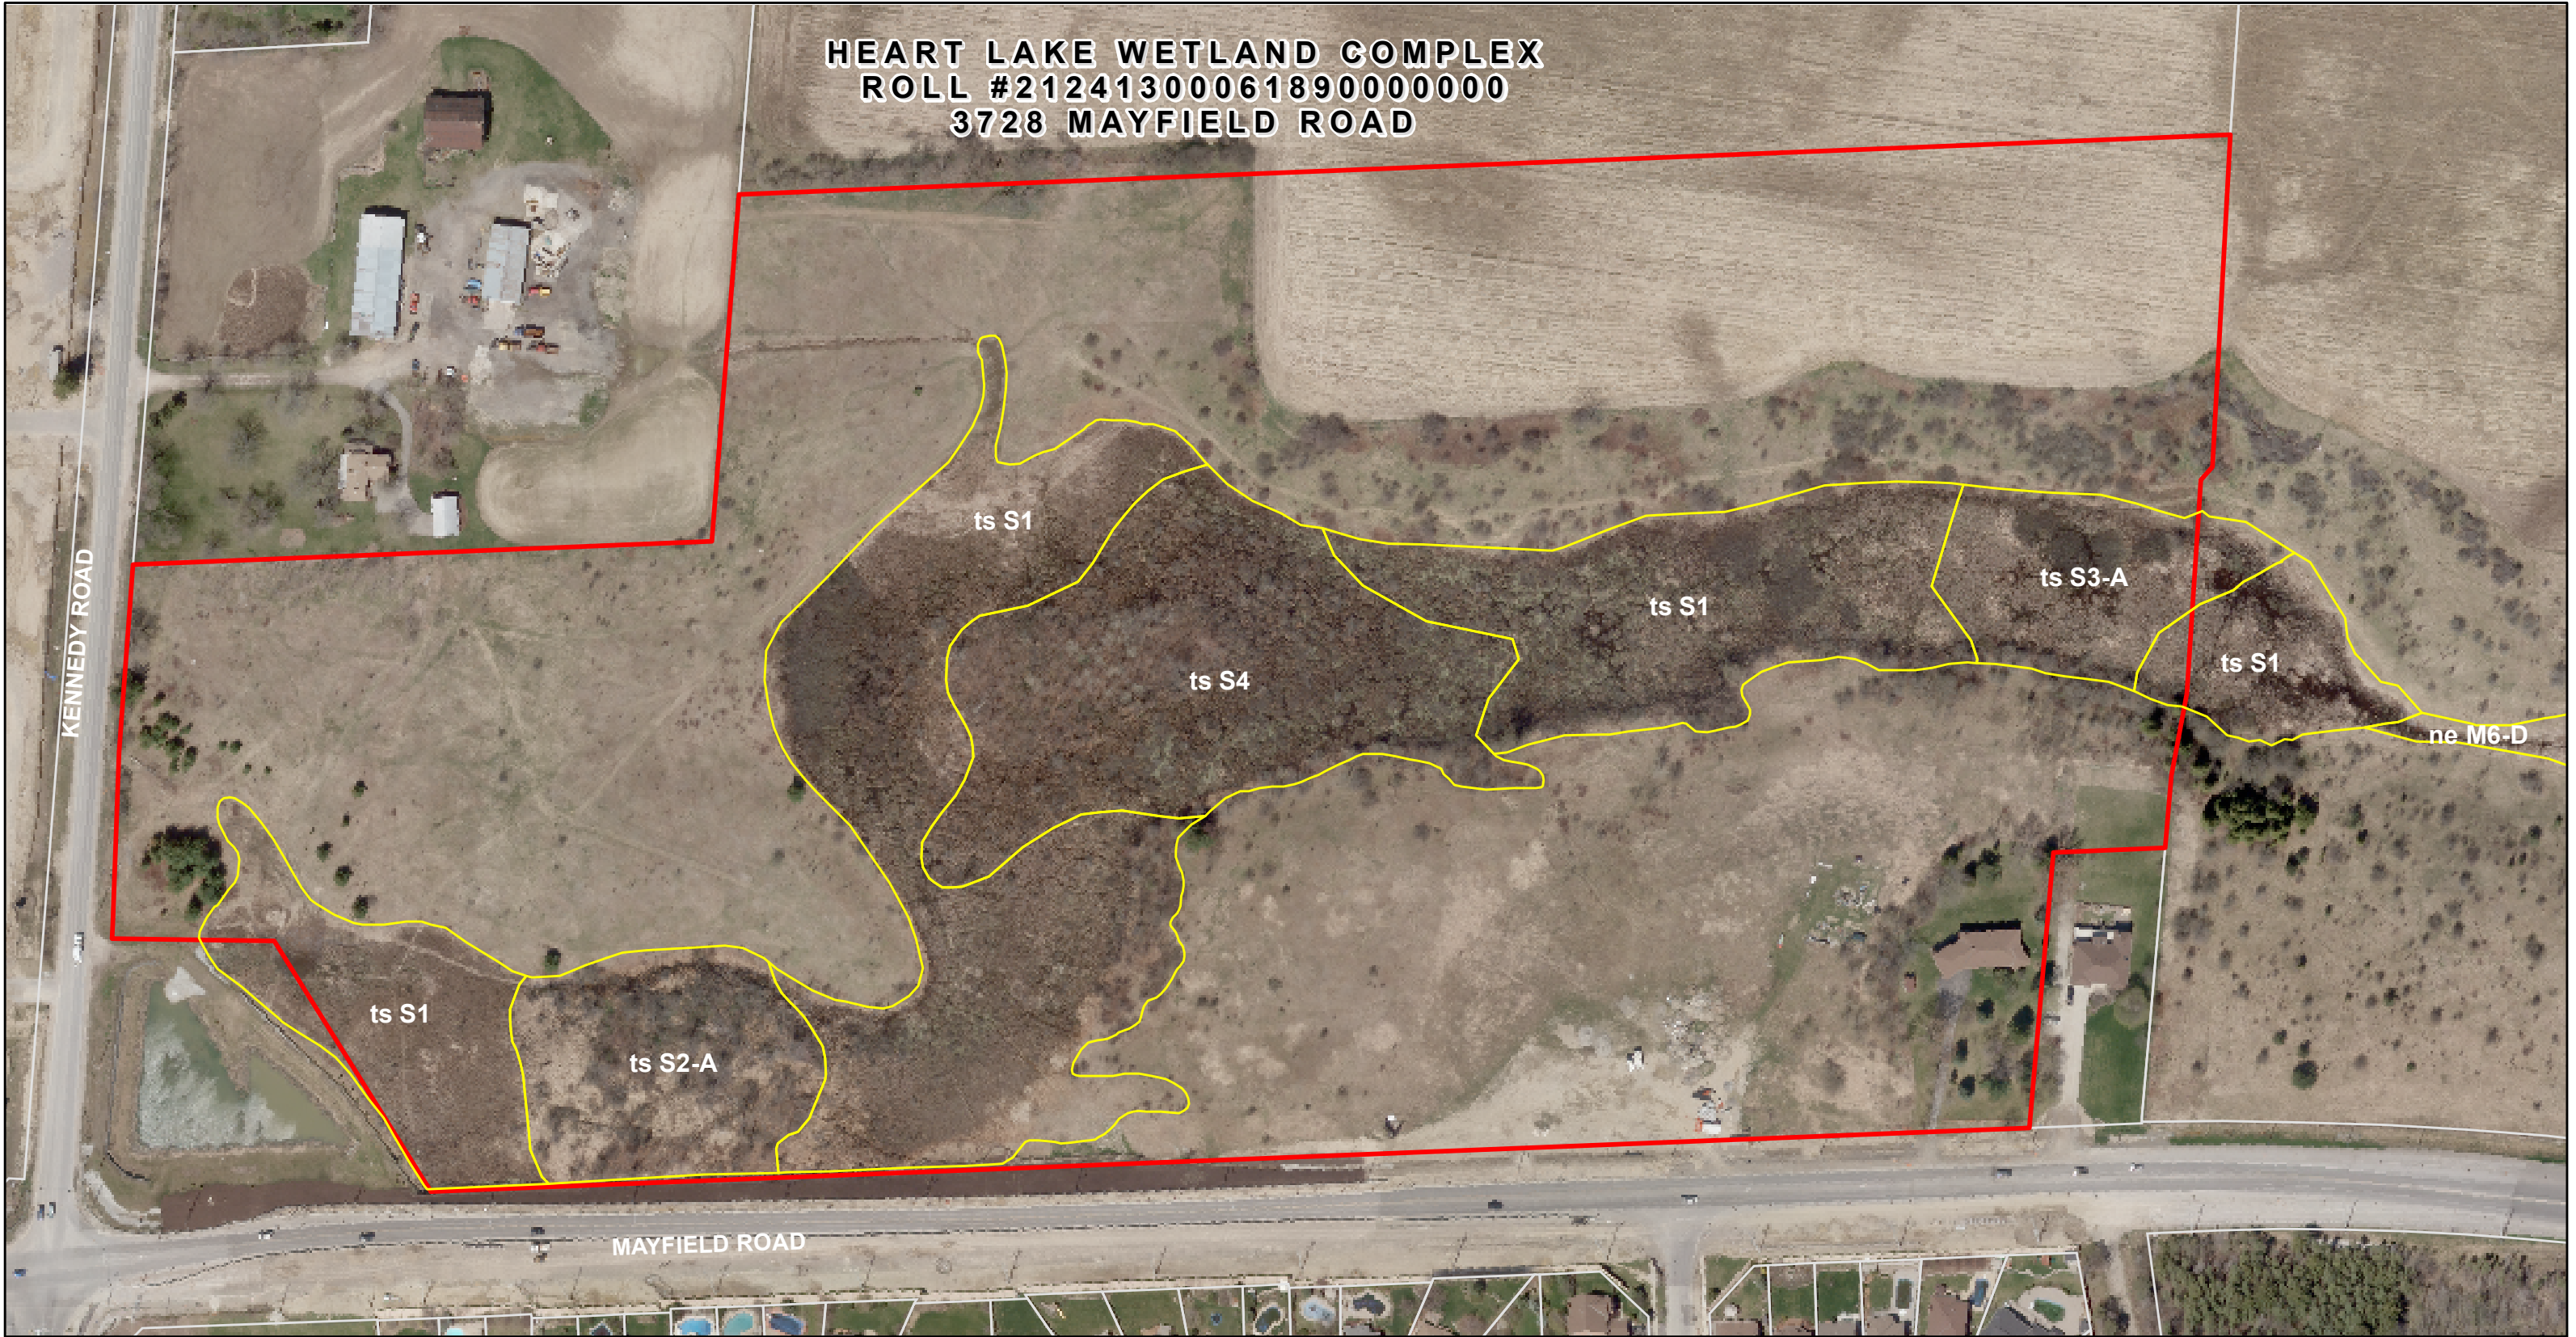 HEART LAKE WETLAND COMPLEX
ROLL #212413000618900000000
3728 MAYFIELD ROAD
ts S1
ts S1
ts S3-A
ts S4
ts S1
KENNEDY ROAD
ne M6-D
ts S1
ts S2-A
MAYFIELD ROAD